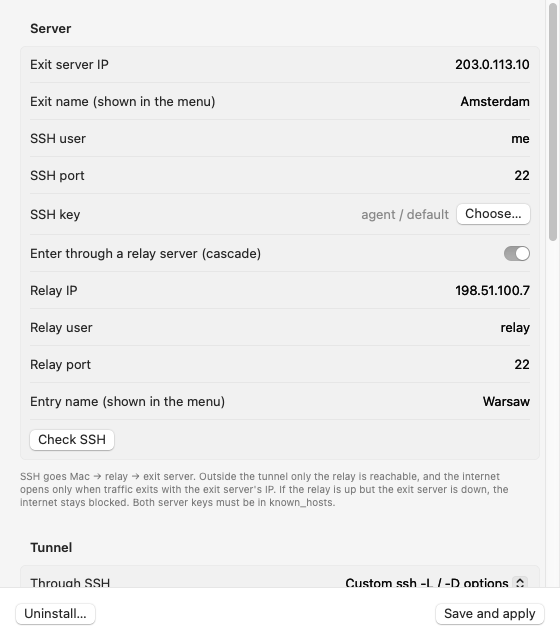 Server
Exit server IP 203.0.113.10
Exit name (shown in the menu) Amsterdam
SSH user me
SSH port 22
SSH key agent / default Choose...
Enter through a relay server (cascade)
Relay IP 198.51.100.7
Relay user relay
Relay port 22
Entry name (shown in the menu) Warsaw
Check SSH
SSH goes Mac → relay → exit server. Outside the tunnel only the relay is reachable, and the internet
opens only when traffic exits with the exit server's IP. If the relay is up but the exit server is down, the
internet stays blocked. Both server keys must be in known_hosts.
Tunnel
Through SSH Custom ssh -L / -D options
Uninstall... Save and apply